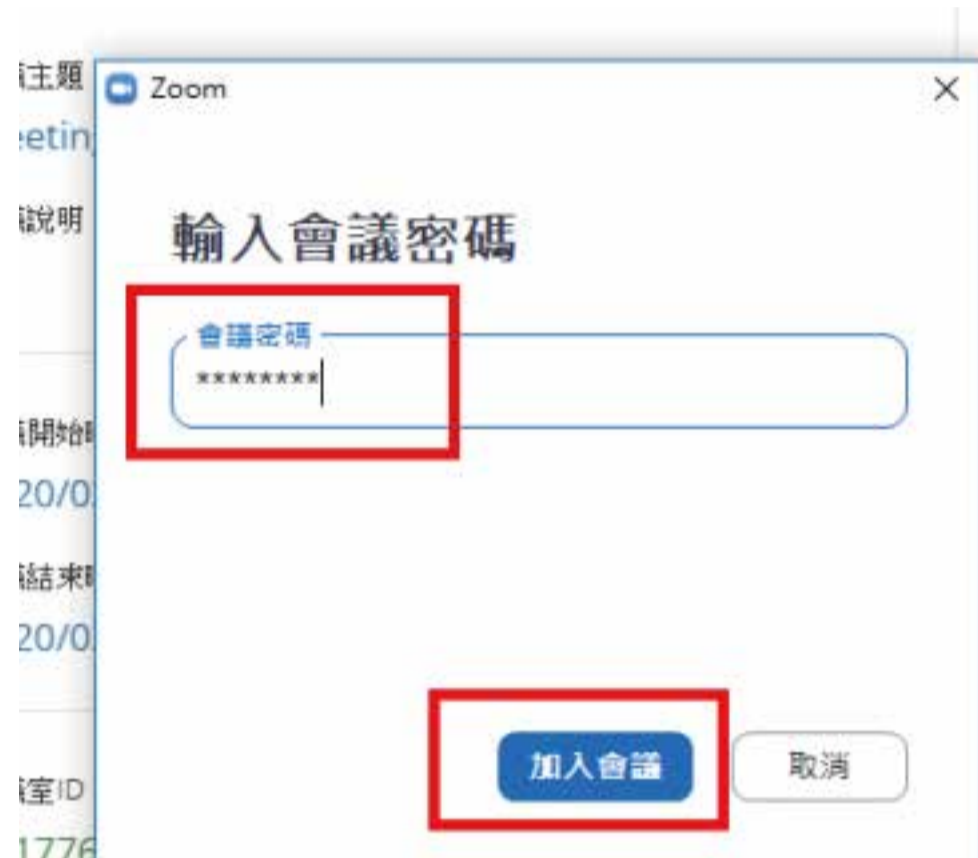 主題
Zoom
eetin
說明
輸入會議密碼
會議密碼
********
開始
20/0
結束
20/0
加入會議
取消
室ID
1776